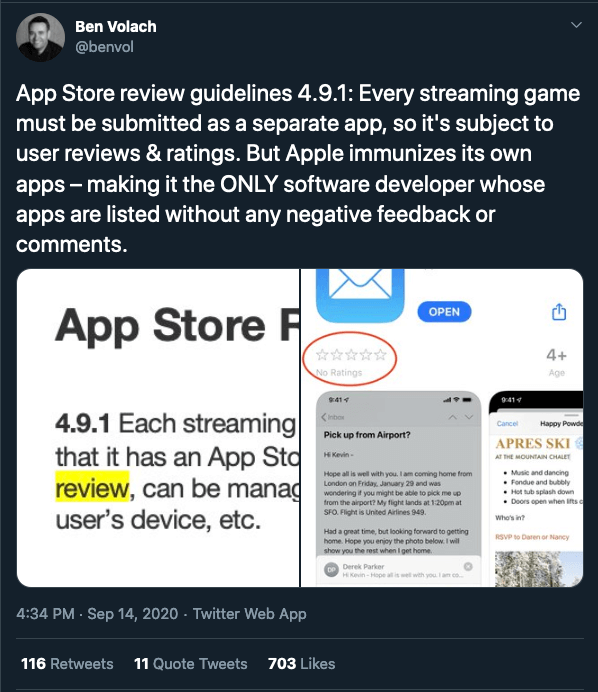 Ben Volach
@benvol
App Store review guidelines 4.9.1: Every streaming game
must be submitted as a separate app, so it's subject to
user reviews & ratings. But Apple immunizes its own
apps – making it the ONLY software developer whose
apps are listed without any negative feedback or
comments.
App Store R
4.9.1 Each streaming
that it has an App Sto
review, can be manag
user's device, etc.
OPEN
No Ratings
4+
Age
9:41
Inbox
Pick up from Airport?
Hi Kevin -
Hope all is well with you. I am coming home from
London on Friday, January 29 and was
wondering if you might be able to pick me up
from the airport? My flight lands at 1:20pm at
SFO. Flight is United Airlines 949.
Had a great time, but looking forward to getting
home. Hope you enjoy the photo below. I will
show you the rest when I get home.
DP
Derek Parker
Hi Kevin - Hope all is well with you. I am co...
9:41
Cancel
Happy Powde
APRES SKI
AT THE MOUNTAIN CHALET
• Music and dancing
• Fondue and bubbly
• Hot tub splash down
• Doors open when lifts c
Who's in?
RSVP to Daren or Nancy
4:34 PM · Sep 14, 2020 · Twitter Web App
116 Retweets 11 Quote Tweets 703 Likes